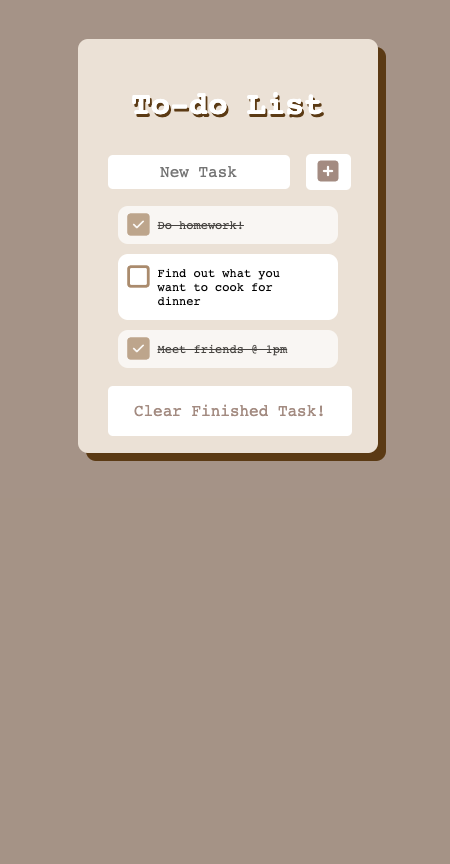 To-do List
New Task
Do homework!
Find out what you
want to cook for
dinner
Meet friends @ 1pm
Clear Finished Task!